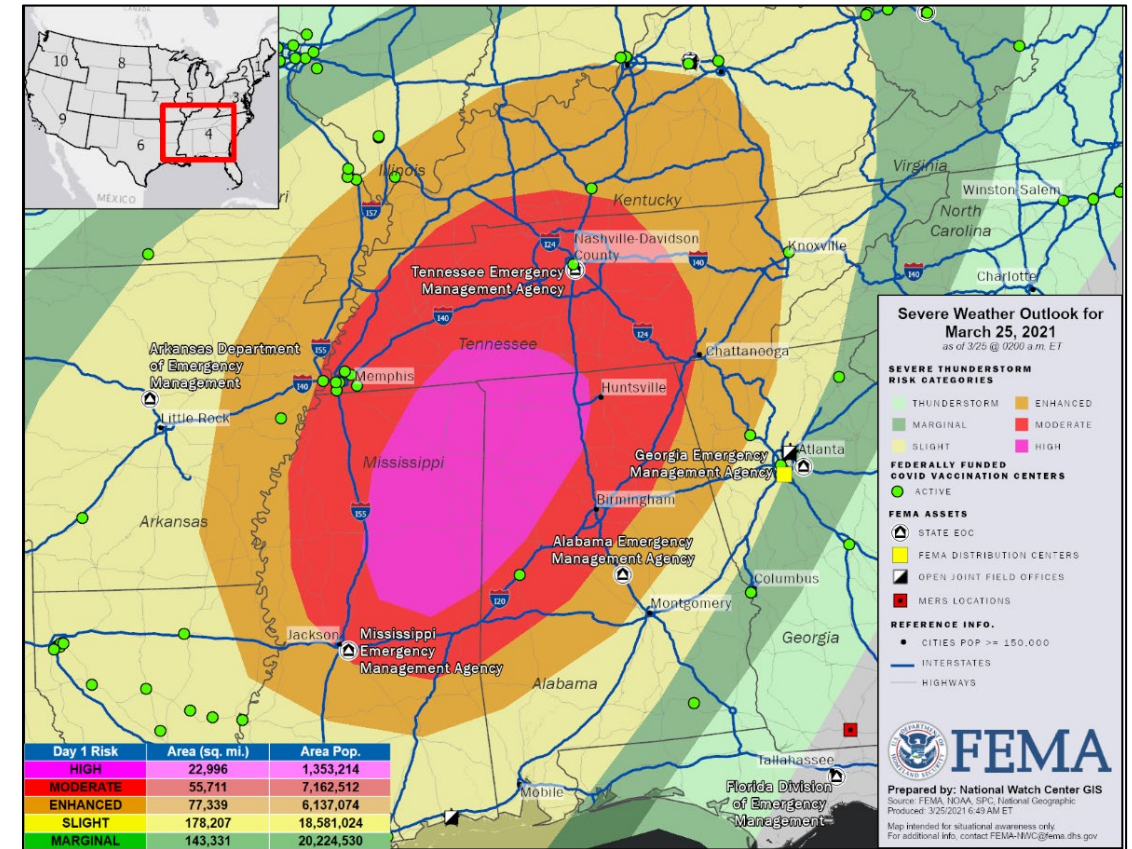 10
8
7
5
3
2
1
9
6
4
MEXICO
ri
Illinois
Kentucky
Virginia
Winston-Salem
North
Carolina
I57
I24
Nashville-Davidson
County
Knoxville
I40
I40
Charlotte
Tennessee Emergency
Management Agency
I40
I24
Tennessee
I55
Arkansas Department
of Emergency
Management
I40
Memphis
Chattanooga
Huntsville
Little Rock
Mississippi
Georgia Emergency
Management Agency
Atlanta
Arkansas
I55
Birmingham
Alabama Emergency
Management Agency
Columbus
I20
Montgomery
Jackson
Mississippi
Emergency
Management Agency
Georgia
Alabama
Tallahassee
Mobile
Florida Division
of Emergency
Management
Severe Weather Outlook for
March 25, 2021
as of 3/25 @ 0200 a.m. ET
SEVERE THUNDERSTORM
RISK CATEGORIES
THUNDERSTORM ENHANCED
MARGINAL MODERATE
SLIGHT HIGH
FEDERALLY FUNDED
COVID VACCINATION CENTERS
ACTIVE
FEMA ASSETS
STATE EOC
FEMA DISTRIBUTION CENTERS
OPEN JOINT FIELD OFFICES
MERS LOCATIONS
REFERENCE INFO.
CITIES POP >= 150,000
INTERSTATES
HIGHWAYS
FEMA
Prepared by: National Watch Center GIS
Source: FEMA, NOAA, SPC, National Geographic
Produced: 3/25/2021 6:49 AM ET
Map intended for situational awareness only.
For additional info, contact FEMA-NWC@fema.dhs.gov
Day 1 Risk Area (sq. mi.) Area Pop.
HIGH 22,996 1,353,214
MODERATE 55,711 7,162,512
ENHANCED 77,339 6,137,074
SLIGHT 178,207 18,581,024
MARGINAL 143,331 20,224,530